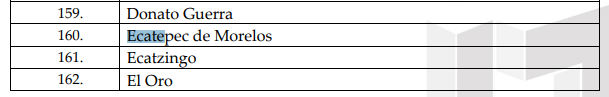 159. Donato Guerra
160. Ecatepec de Morelos
161. Ecatzingo
162. El Oro